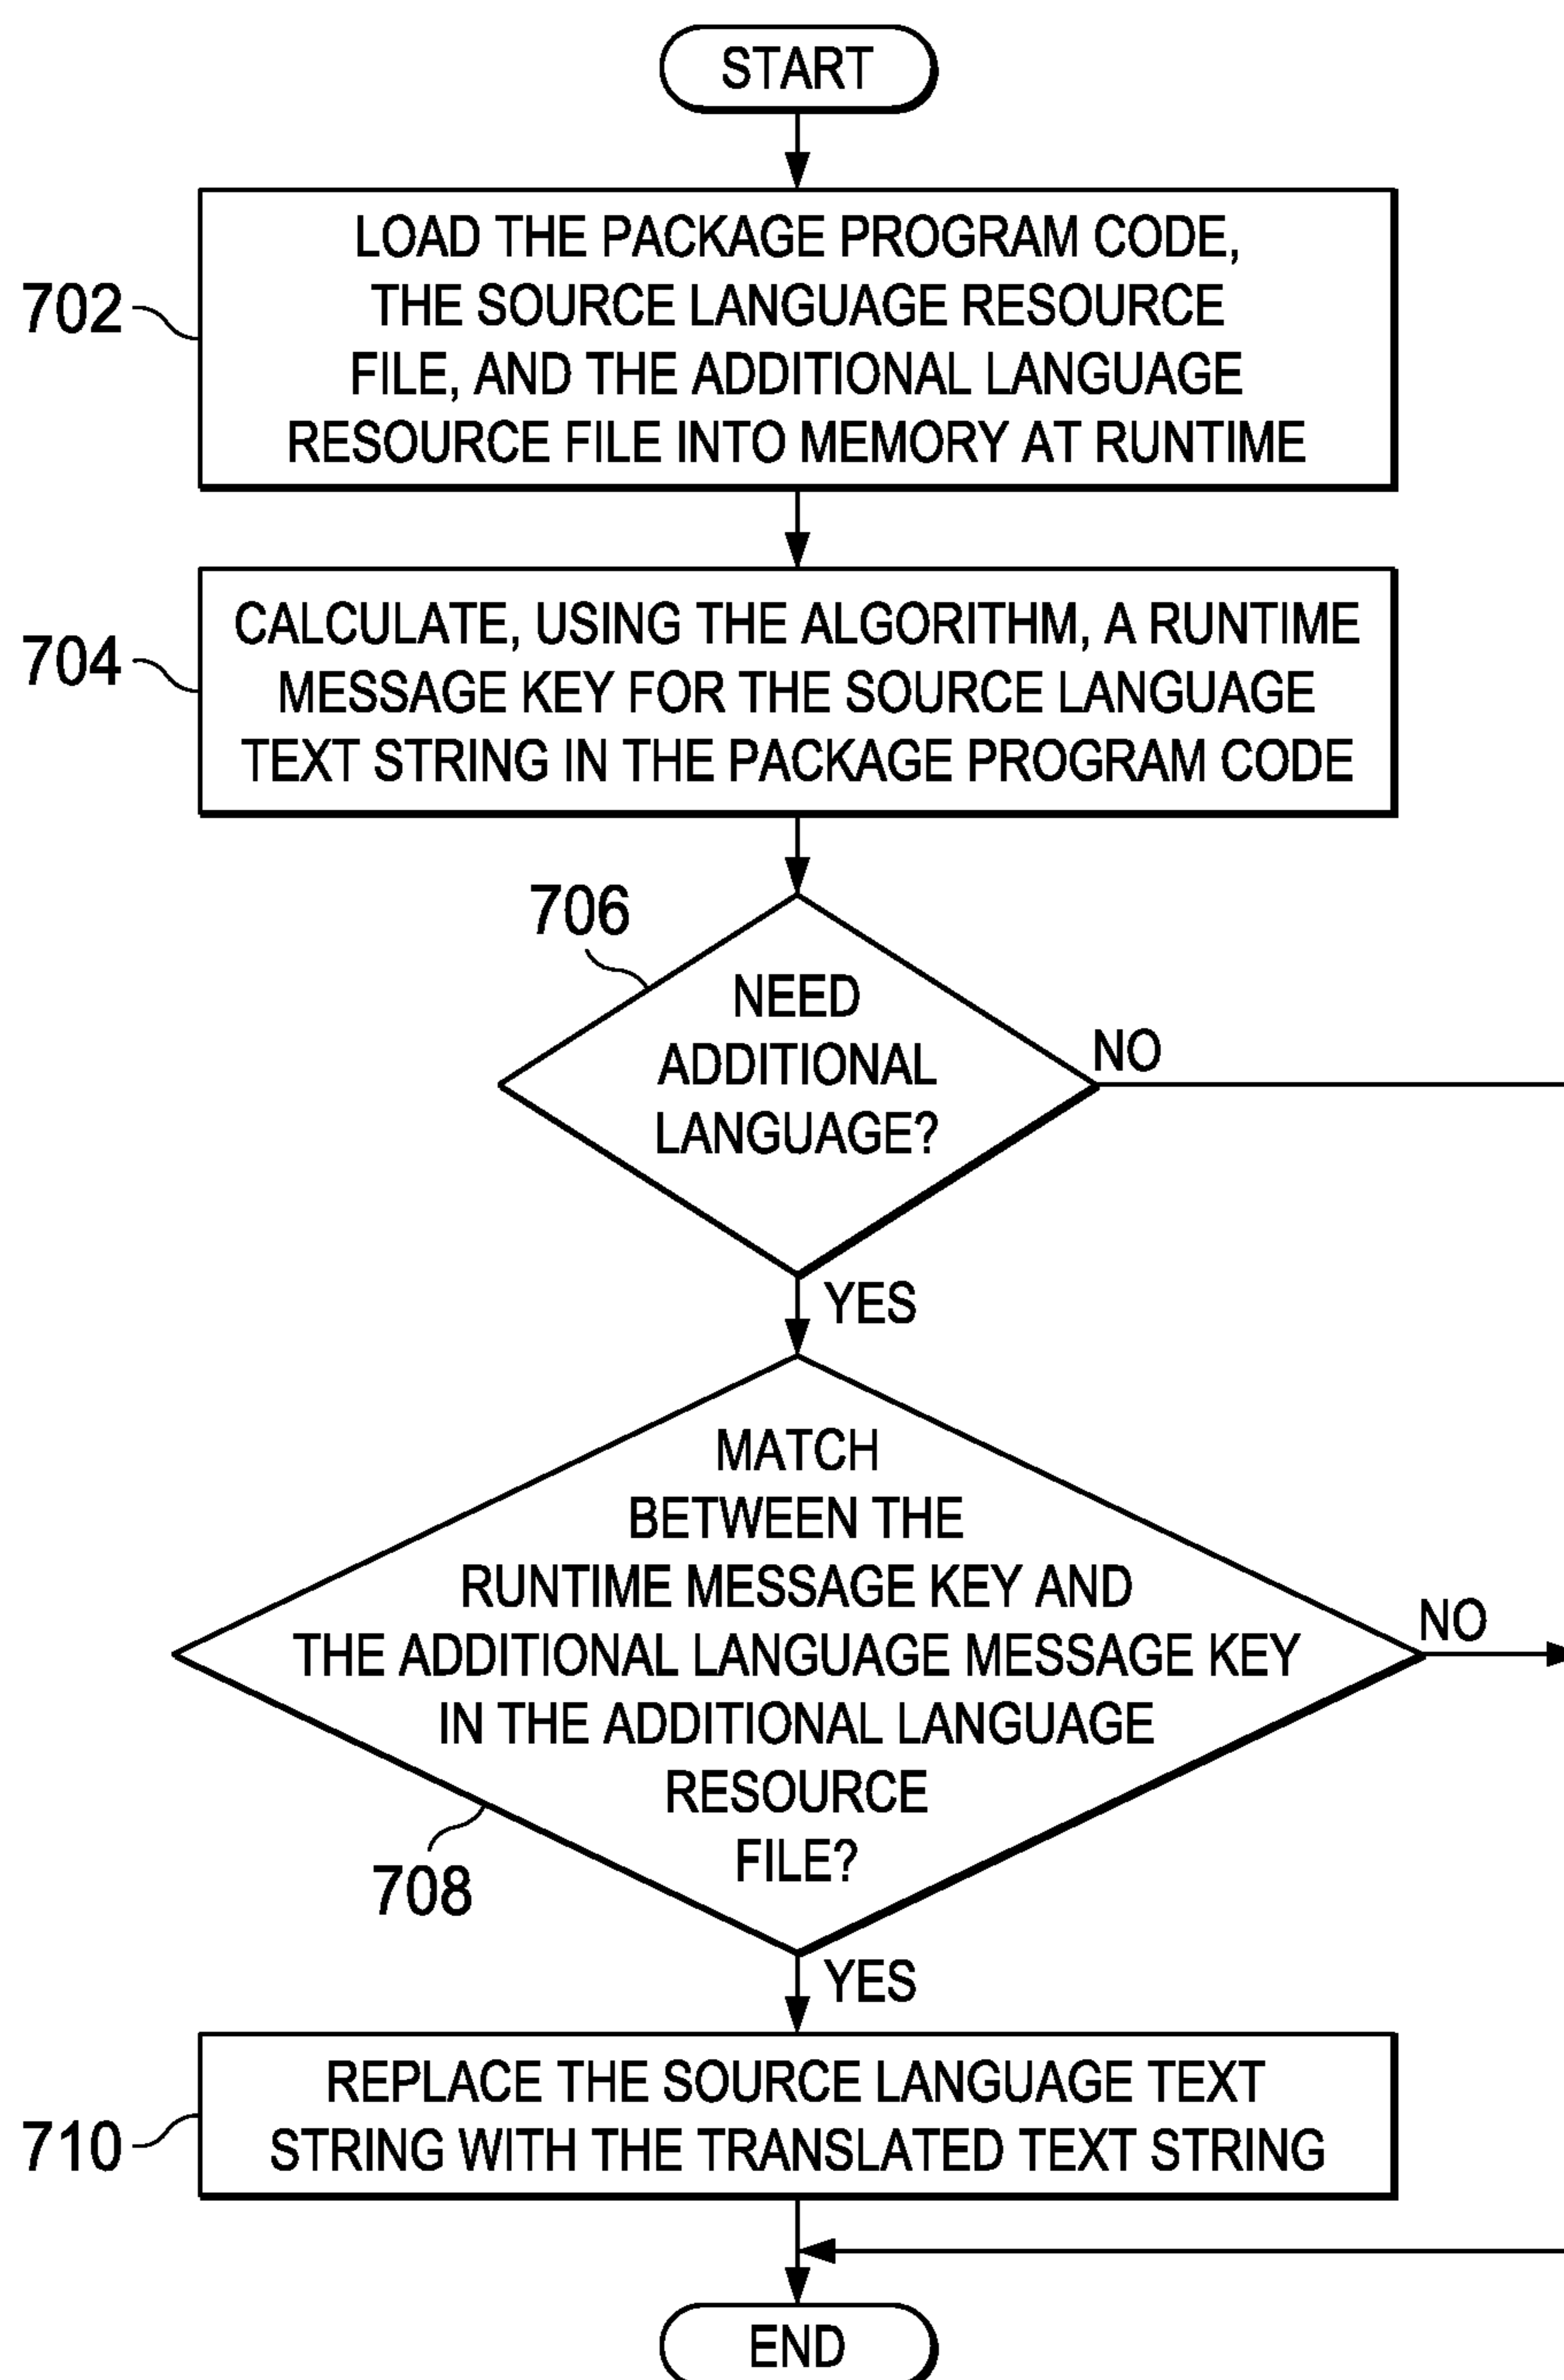 START
LOAD THE PACKAGE PROGRAM CODE,
THE SOURCE LANGUAGE RESOURCE
FILE, AND THE ADDITIONAL LANGUAGE
RESOURCE FILE INTO MEMORY AT RUNTIME
702
CALCULATE, USING THE ALGORITHM, A RUNTIME
MESSAGE KEY FOR THE SOURCE LANGUAGE
TEXT STRING IN THE PACKAGE PROGRAM CODE
704
706
NEED
ADDITIONAL
LANGUAGE?
NO
YES
MATCH
BETWEEN THE
RUNTIME MESSAGE KEY AND
THE ADDITIONAL LANGUAGE MESSAGE KEY
IN THE ADDITIONAL LANGUAGE
RESOURCE
FILE?
NO
708
YES
REPLACE THE SOURCE LANGUAGE TEXT
STRING WITH THE TRANSLATED TEXT STRING
710
END